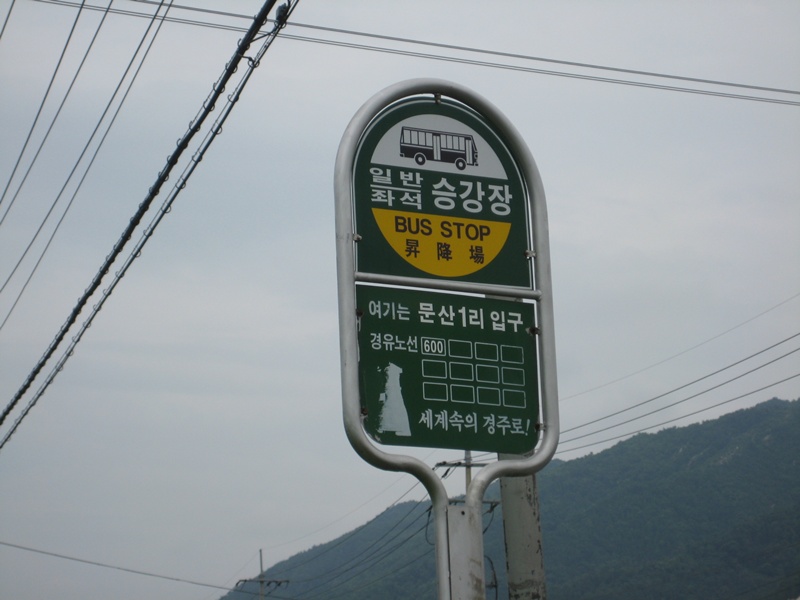 일반 좌석 승강장
BUS STOP
昇降場
여기는 문산1리 입구
경유노선 600
세계속의 경주로!